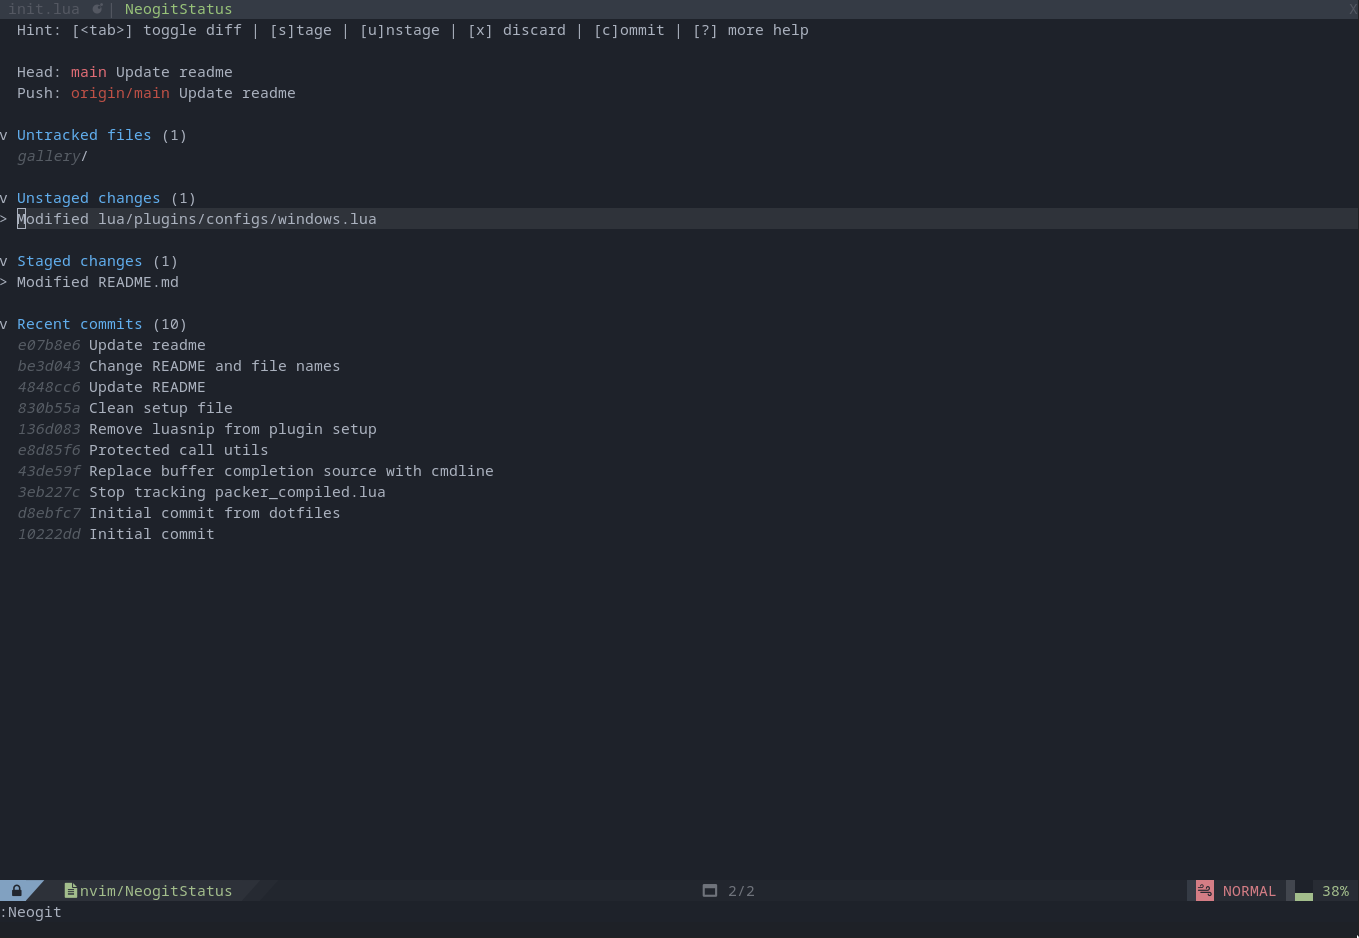 init.lua | NeogitStatus X
Hint: [<tab>] toggle diff | [s]tage | [u]nstage | [x] discard | [c]ommit | [?] more help
Head: main Update readme
Push: origin/main Update readme
v Untracked files (1)
gallery/
v Unstaged changes (1)
> Modified lua/plugins/configs/windows.lua
v Staged changes (1)
> Modified README.md
v Recent commits (10)
e07b8e6 Update readme
be3d043 Change README and file names
4848cc6 Update README
830b55a Clean setup file
136d083 Remove luasnip from plugin setup
e8d85f6 Protected call utils
43de59f Replace buffer completion source with cmdline
3eb227c Stop tracking packer_compiled.lua
d8ebfc7 Initial commit from dotfiles
10222dd Initial commit
nvim/NeogitStatus 2/2 NORMAL 38%
:Neogit